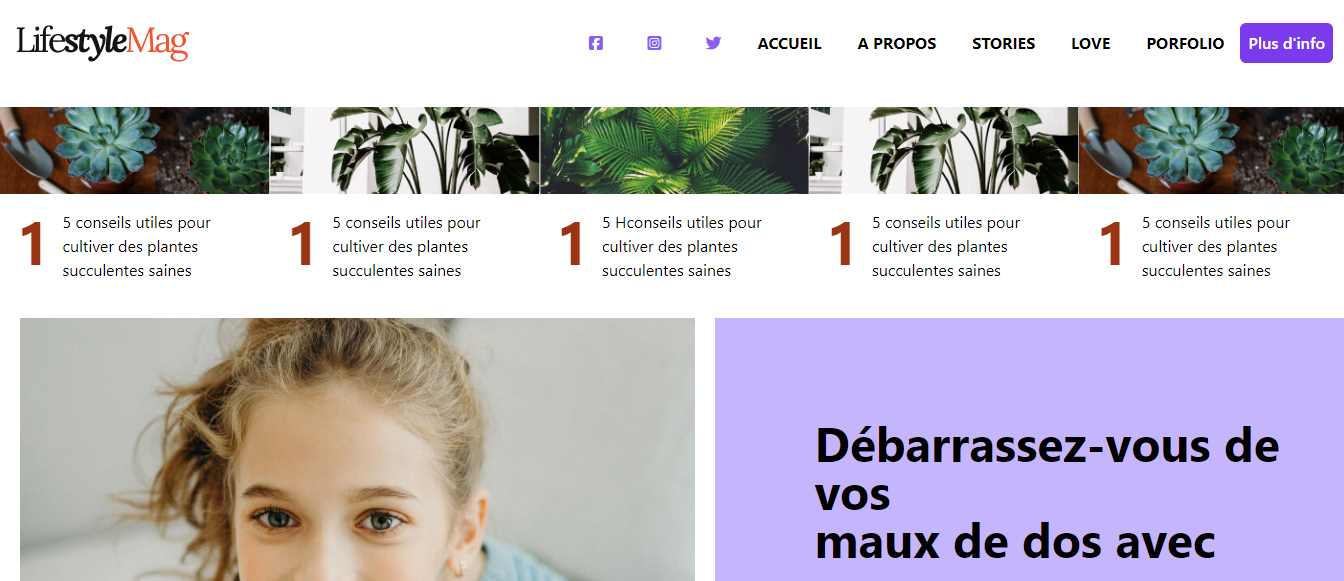 LifestyleMag
ACCUEIL A PROPOS STORIES LOVE PORFOLIO Plus d'info
1
5 conseils utiles pour
cultiver des plantes
succulentes saines
1
5 conseils utiles pour
cultiver des plantes
succulentes saines
1
5 Hconseils utiles pour
cultiver des plantes
succulentes saines
1
5 conseils utiles pour
cultiver des plantes
succulentes saines
1
5 conseils utiles pour
cultiver des plantes
succulentes saines
Débarrassez-vous de
vos
maux de dos avec